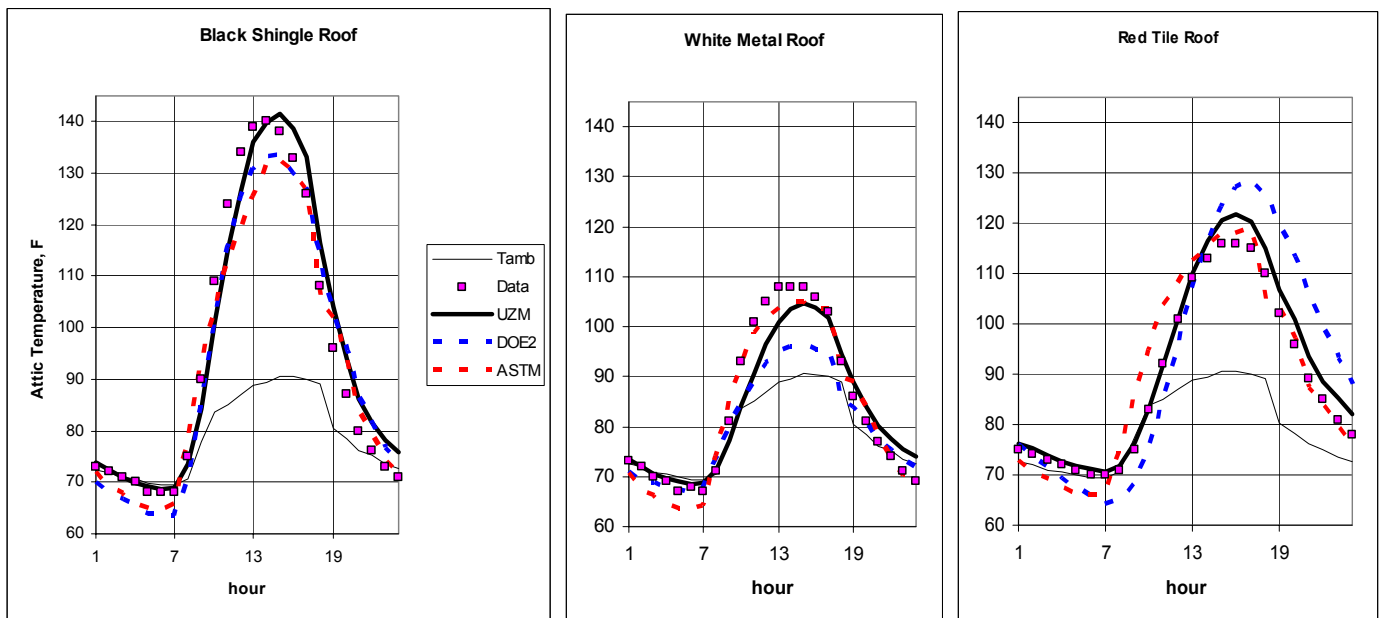 Black Shingle Roof
Attic Temperature, F
140
130
120
110
100
90
80
70
60
1 7 13 19
hour
Tamb
Data
UZM
DOE2
ASTM
White Metal Roof
140
130
120
110
100
90
80
70
60
1 7 13 19
hour
Red Tile Roof
140
130
120
110
100
90
80
70
60
1 7 13 19
hour